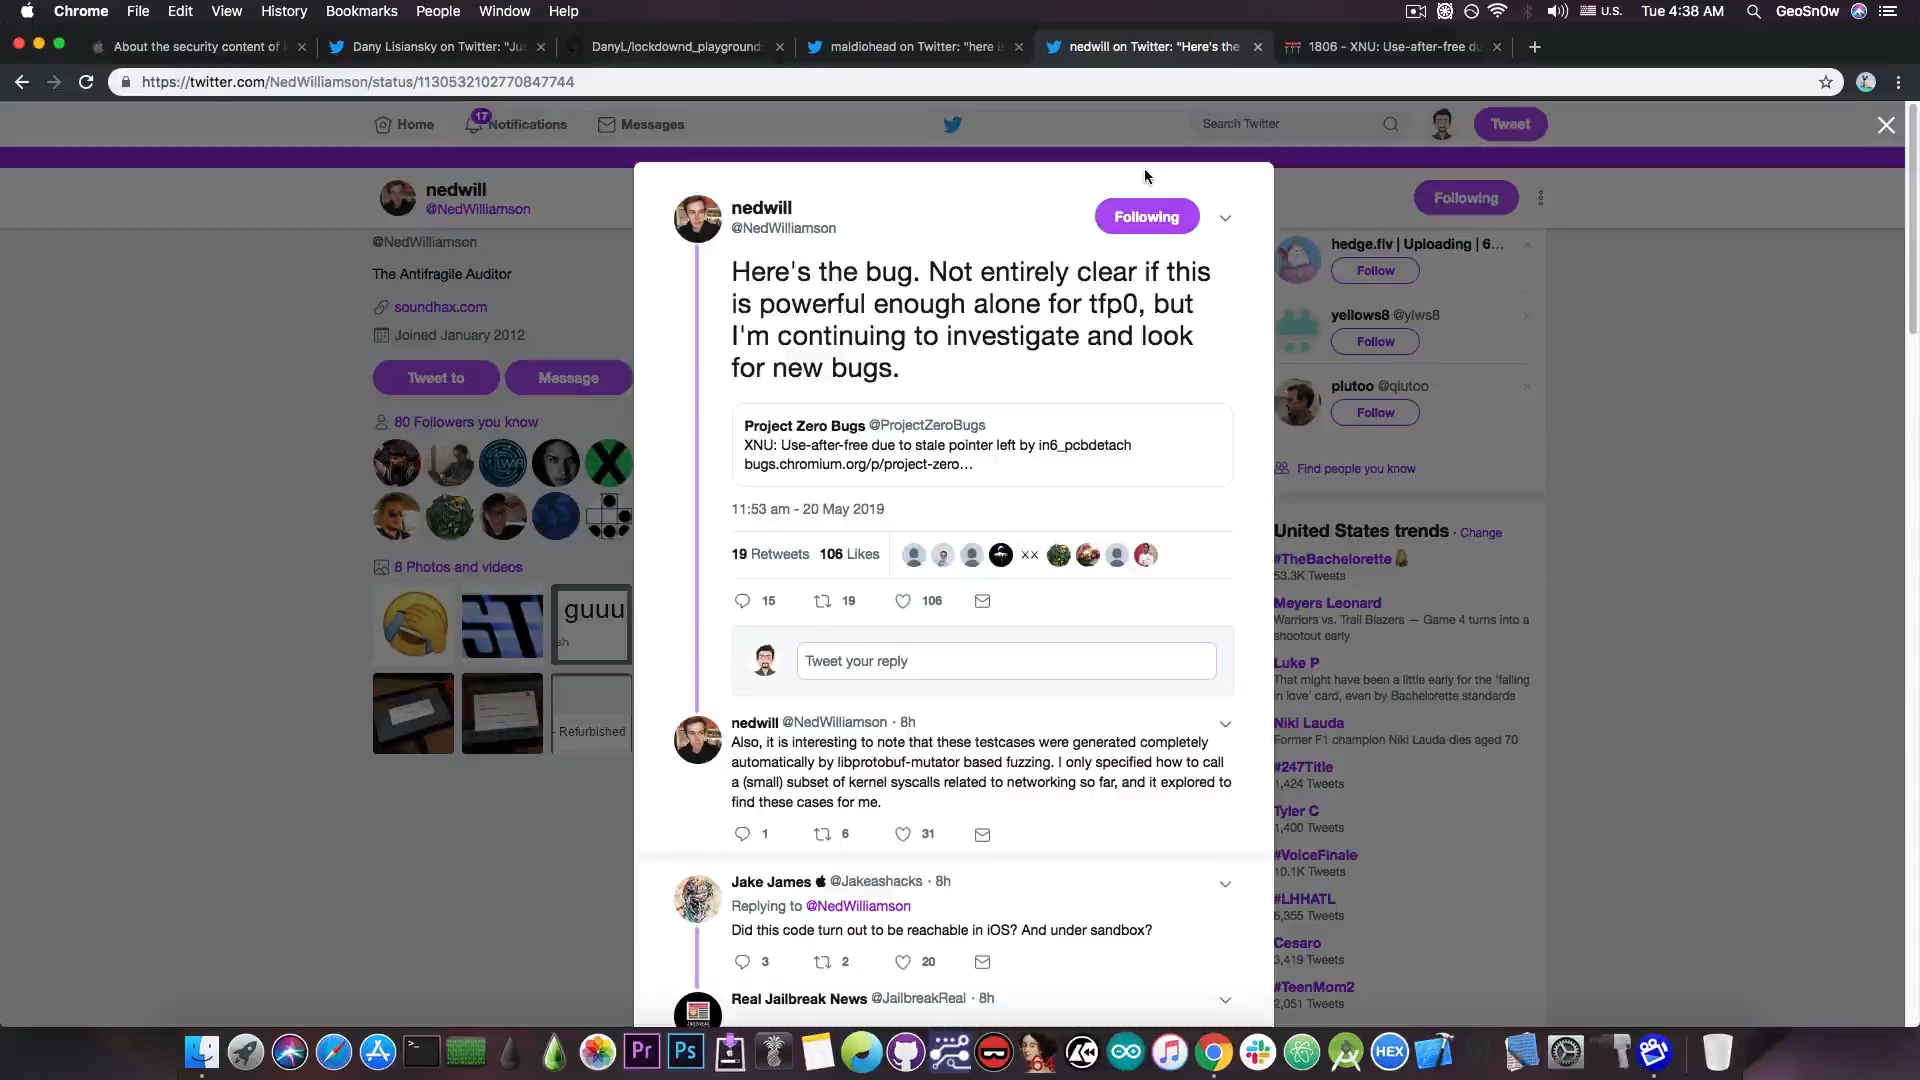 Chrome File Edit View History Bookmarks People Window Help
U.S. Tue 4:38 AM GeoSn0w
About the security content of
Dany Lisiansky on Twitter: "Jus
DanyL/lockdownd_playground:
maldiohead on Twitter: "here is
nedwill on Twitter: "Here's the
1806 - XNU: Use-after-free du
https://twitter.com/NedWilliamson/status/1130532102770847744
Home
17
Notifications
Messages
Search Twitter
Tweet
nedwill
@NedWilliamson
Following
@NedWilliamson
The Antifragile Auditor
soundhax.com
Joined January 2012
Tweet to
Message
80 Followers you know
8 Photos and videos
guuu
sh
- Refurbished
nedwill
@NedWilliamson
Following
Here's the bug. Not entirely clear if this
is powerful enough alone for tfp0, but
I'm continuing to investigate and look
for new bugs.
Project Zero Bugs @ProjectZeroBugs
XNU: Use-after-free due to stale pointer left by in6_pcbdetach
bugs.chromium.org/p/project-zero…
11:53 am - 20 May 2019
19 Retweets 106 Likes
15 19 106
Tweet your reply
nedwill @NedWilliamson · 8h
Also, it is interesting to note that these testcases were generated completely
automatically by libprotobuf-mutator based fuzzing. I only specified how to call
a (small) subset of kernel syscalls related to networking so far, and it explored to
find these cases for me.
1 6 31
Jake James @Jakeashacks · 8h
Replying to @NedWilliamson
Did this code turn out to be reachable in iOS? And under sandbox?
3 2 20
Real Jailbreak News @JailbreakReal · 8h
hedge.flv | Uploading | 6...
Follow
yellows8 @ylws8
Follow
plutoo @qlutoo
Follow
Find people you know
United States trends · Change
#TheBachelorette
53.3K Tweets
Meyers Leonard
Warriors vs. Trail Blazers — Game 4 turns into a
shootout early
Luke P
That might have been a little early for the 'falling
in love' card, even by Bachelorette standards
Niki Lauda
Former F1 champion Niki Lauda dies aged 70
#247Title
1,424 Tweets
Tyler C
1,400 Tweets
#VoiceFinale
10.1K Tweets
#LHHATL
5,355 Tweets
Cesaro
3,419 Tweets
#TeenMom2
2,051 Tweets
Pr
Ps
64
HEX